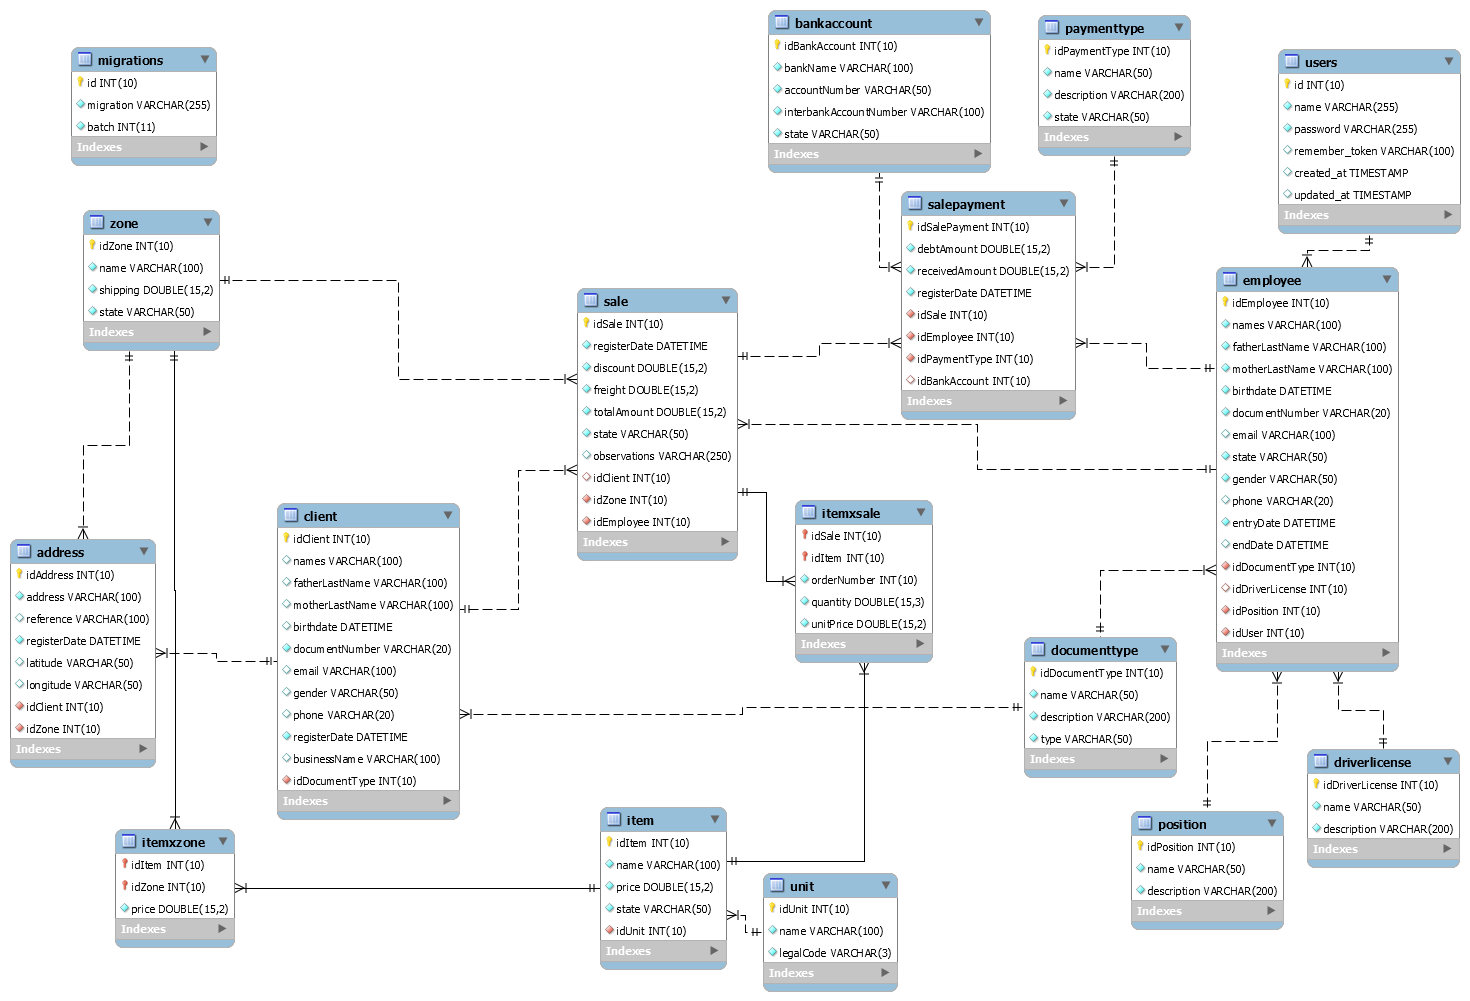 migrations
id INT(10)
migration VARCHAR(255)
batch INT(11)
Indexes
bankaccount
idBankAccount INT(10)
bankName VARCHAR(100)
accountNumber VARCHAR(50)
interbankAccountNumber VARCHAR(100)
state VARCHAR(50)
Indexes
paymenttype
idPaymentType INT(10)
name VARCHAR(50)
description VARCHAR(200)
state VARCHAR(50)
Indexes
users
id INT(10)
name VARCHAR(255)
password VARCHAR(255)
remember_token VARCHAR(100)
created_at TIMESTAMP
updated_at TIMESTAMP
Indexes
zone
idZone INT(10)
name VARCHAR(100)
shipping DOUBLE(15,2)
state VARCHAR(50)
Indexes
salepayment
idSalePayment INT(10)
debtAmount DOUBLE(15,2)
receivedAmount DOUBLE(15,2)
registerDate DATETIME
idSale INT(10)
idEmployee INT(10)
idPaymentType INT(10)
idBankAccount INT(10)
Indexes
sale
idSale INT(10)
registerDate DATETIME
discount DOUBLE(15,2)
freight DOUBLE(15,2)
totalAmount DOUBLE(15,2)
state VARCHAR(50)
observations VARCHAR(250)
idClient INT(10)
idZone INT(10)
idEmployee INT(10)
Indexes
employee
idEmployee INT(10)
names VARCHAR(100)
fatherLastName VARCHAR(100)
motherLastName VARCHAR(100)
birthdate DATETIME
documentNumber VARCHAR(20)
email VARCHAR(100)
state VARCHAR(50)
gender VARCHAR(50)
phone VARCHAR(20)
entryDate DATETIME
endDate DATETIME
idDocumentType INT(10)
idDriverLicense INT(10)
idPosition INT(10)
idUser INT(10)
Indexes
address
idAddress INT(10)
address VARCHAR(100)
reference VARCHAR(100)
registerDate DATETIME
latitude VARCHAR(50)
longitude VARCHAR(50)
idClient INT(10)
idZone INT(10)
Indexes
client
idClient INT(10)
names VARCHAR(100)
fatherLastName VARCHAR(100)
motherLastName VARCHAR(100)
birthdate DATETIME
documentNumber VARCHAR(20)
email VARCHAR(100)
gender VARCHAR(50)
phone VARCHAR(20)
registerDate DATETIME
businessName VARCHAR(100)
idDocumentType INT(10)
Indexes
itemxsale
idSale INT(10)
idItem INT(10)
orderNumber INT(10)
quantity DOUBLE(15,3)
unitPrice DOUBLE(15,2)
Indexes
documenttype
idDocumentType INT(10)
name VARCHAR(50)
description VARCHAR(200)
type VARCHAR(50)
Indexes
driverlicense
idDriverLicense INT(10)
name VARCHAR(50)
description VARCHAR(200)
Indexes
position
idPosition INT(10)
name VARCHAR(50)
description VARCHAR(200)
Indexes
itemxzone
idItem INT(10)
idZone INT(10)
price DOUBLE(15,2)
Indexes
item
idItem INT(10)
name VARCHAR(100)
price DOUBLE(15,2)
state VARCHAR(50)
idUnit INT(10)
Indexes
unit
idUnit INT(10)
name VARCHAR(100)
legalCode VARCHAR(3)
Indexes